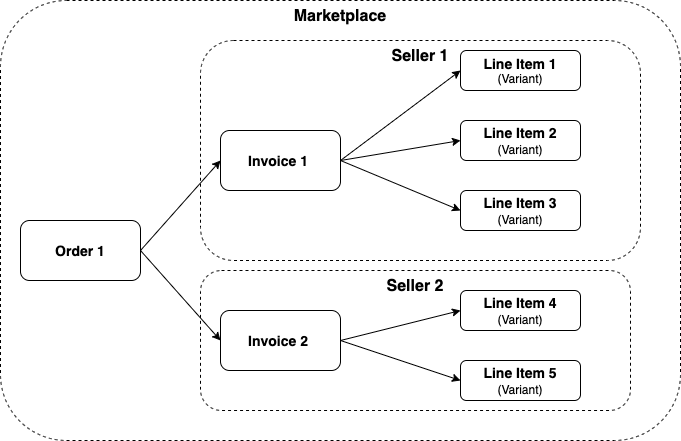 Marketplace
Seller 1
Line Item 1
(Variant)
Line Item 2
(Variant)
Invoice 1
Line Item 3
(Variant)
Order 1
Seller 2
Line Item 4
(Variant)
Invoice 2
Line Item 5
(Variant)